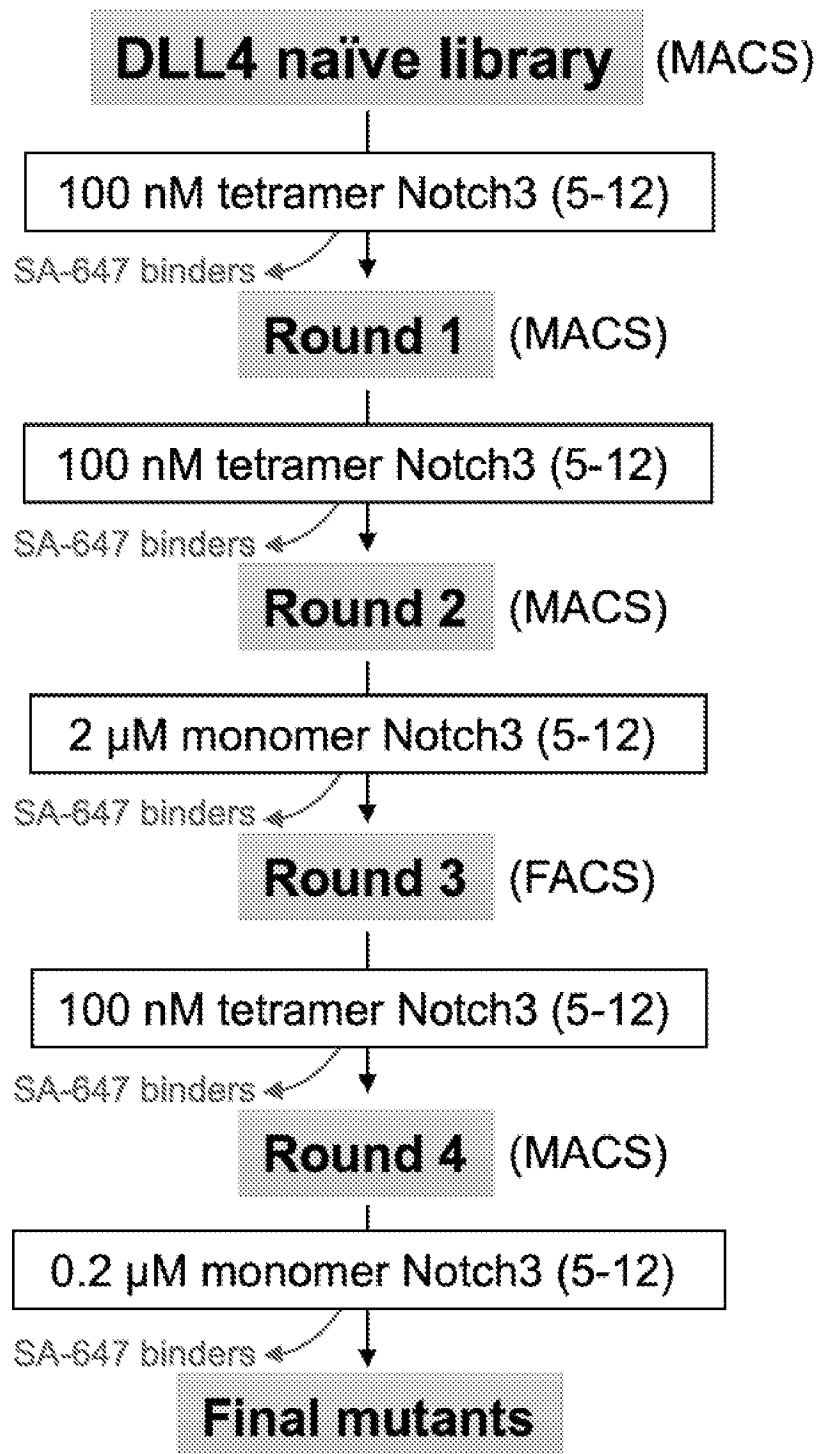 DLL4 naïve library (MACS)
100 nM tetramer Notch3 (5-12)
SA-647 binders
Round 1 (MACS)
100 nM tetramer Notch3 (5-12)
SA-647 binders
Round 2 (MACS)
2 µM monomer Notch3 (5-12)
SA-647 binders
Round 3 (FACS)
100 nM tetramer Notch3 (5-12)
SA-647 binders
Round 4 (MACS)
0.2 µM monomer Notch3 (5-12)
SA-647 binders
Final mutants